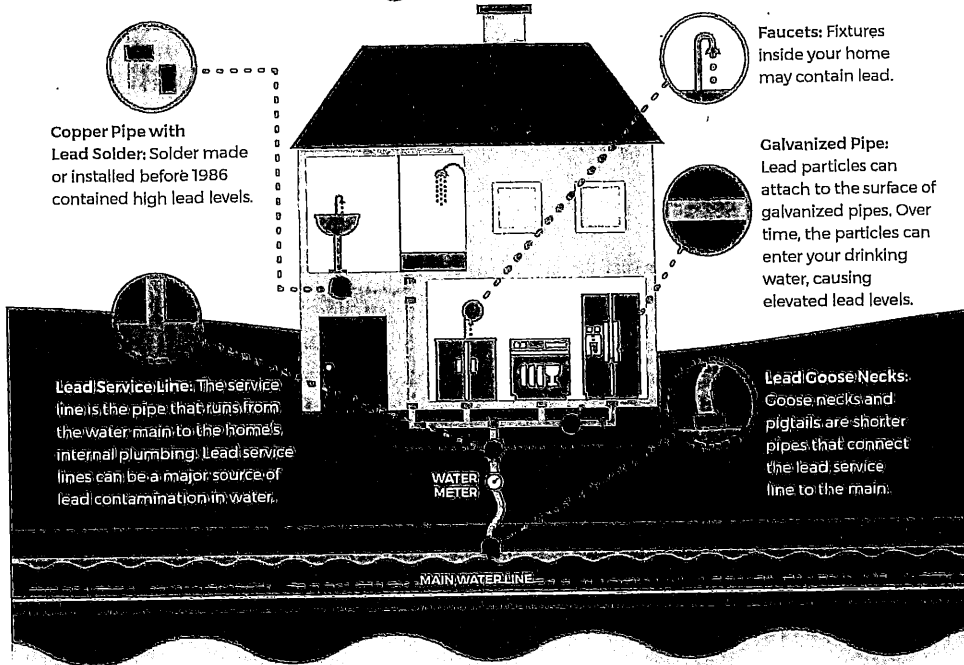 Faucets: Fixtures
inside your home
may contain lead.
Copper Pipe with
Lead Solder: Solder made
or installed before 1986
contained high lead levels.
Galvanized Pipe:
Lead particles can
attach to the surface of
galvanized pipes. Over
time, the particles can
enter your drinking
water, causing
elevated lead levels.
Lead Service Line: The service
line is the pipe that runs from
the water main to the home's
internal plumbing. Lead service
lines can be a major source of
lead contamination in water.
Lead Goose Necks:
Goose necks and
pigtails are shorter
pipes that connect
the lead service
line to the main.
WATER
METER
MAIN WATER LINE